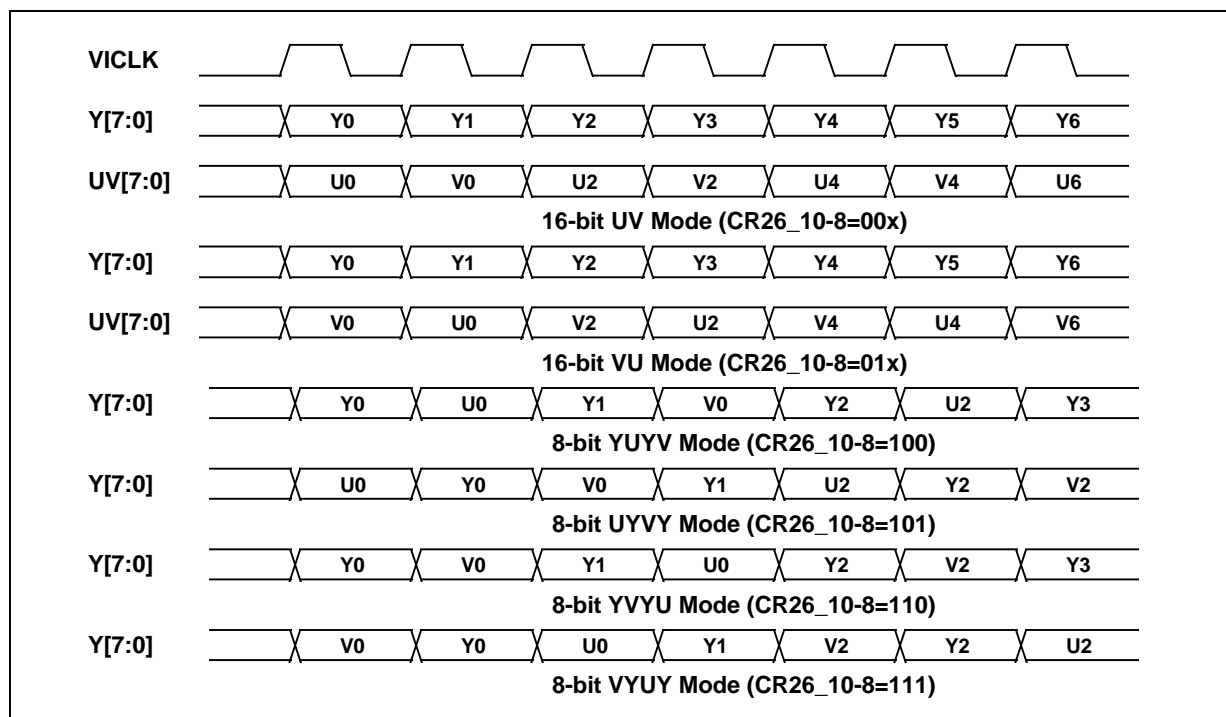 VICLK
Y[7:0] Y0 Y1 Y2 Y3 Y4 Y5 Y6
UV[7:0] U0 V0 U2 V2 U4 V4 U6
16-bit UV Mode (CR26_10-8=00x)
Y[7:0] Y0 Y1 Y2 Y3 Y4 Y5 Y6
UV[7:0] V0 U0 V2 U2 V4 U4 V6
16-bit VU Mode (CR26_10-8=01x)
Y[7:0] Y0 U0 Y1 V0 Y2 U2 Y3
8-bit YUYV Mode (CR26_10-8=100)
Y[7:0] U0 Y0 V0 Y1 U2 Y2 V2
8-bit UYVY Mode (CR26_10-8=101)
Y[7:0] Y0 V0 Y1 U0 Y2 V2 Y3
8-bit YVYU Mode (CR26_10-8=110)
Y[7:0] V0 Y0 U0 Y1 V2 Y2 U2
8-bit VYUY Mode (CR26_10-8=111)